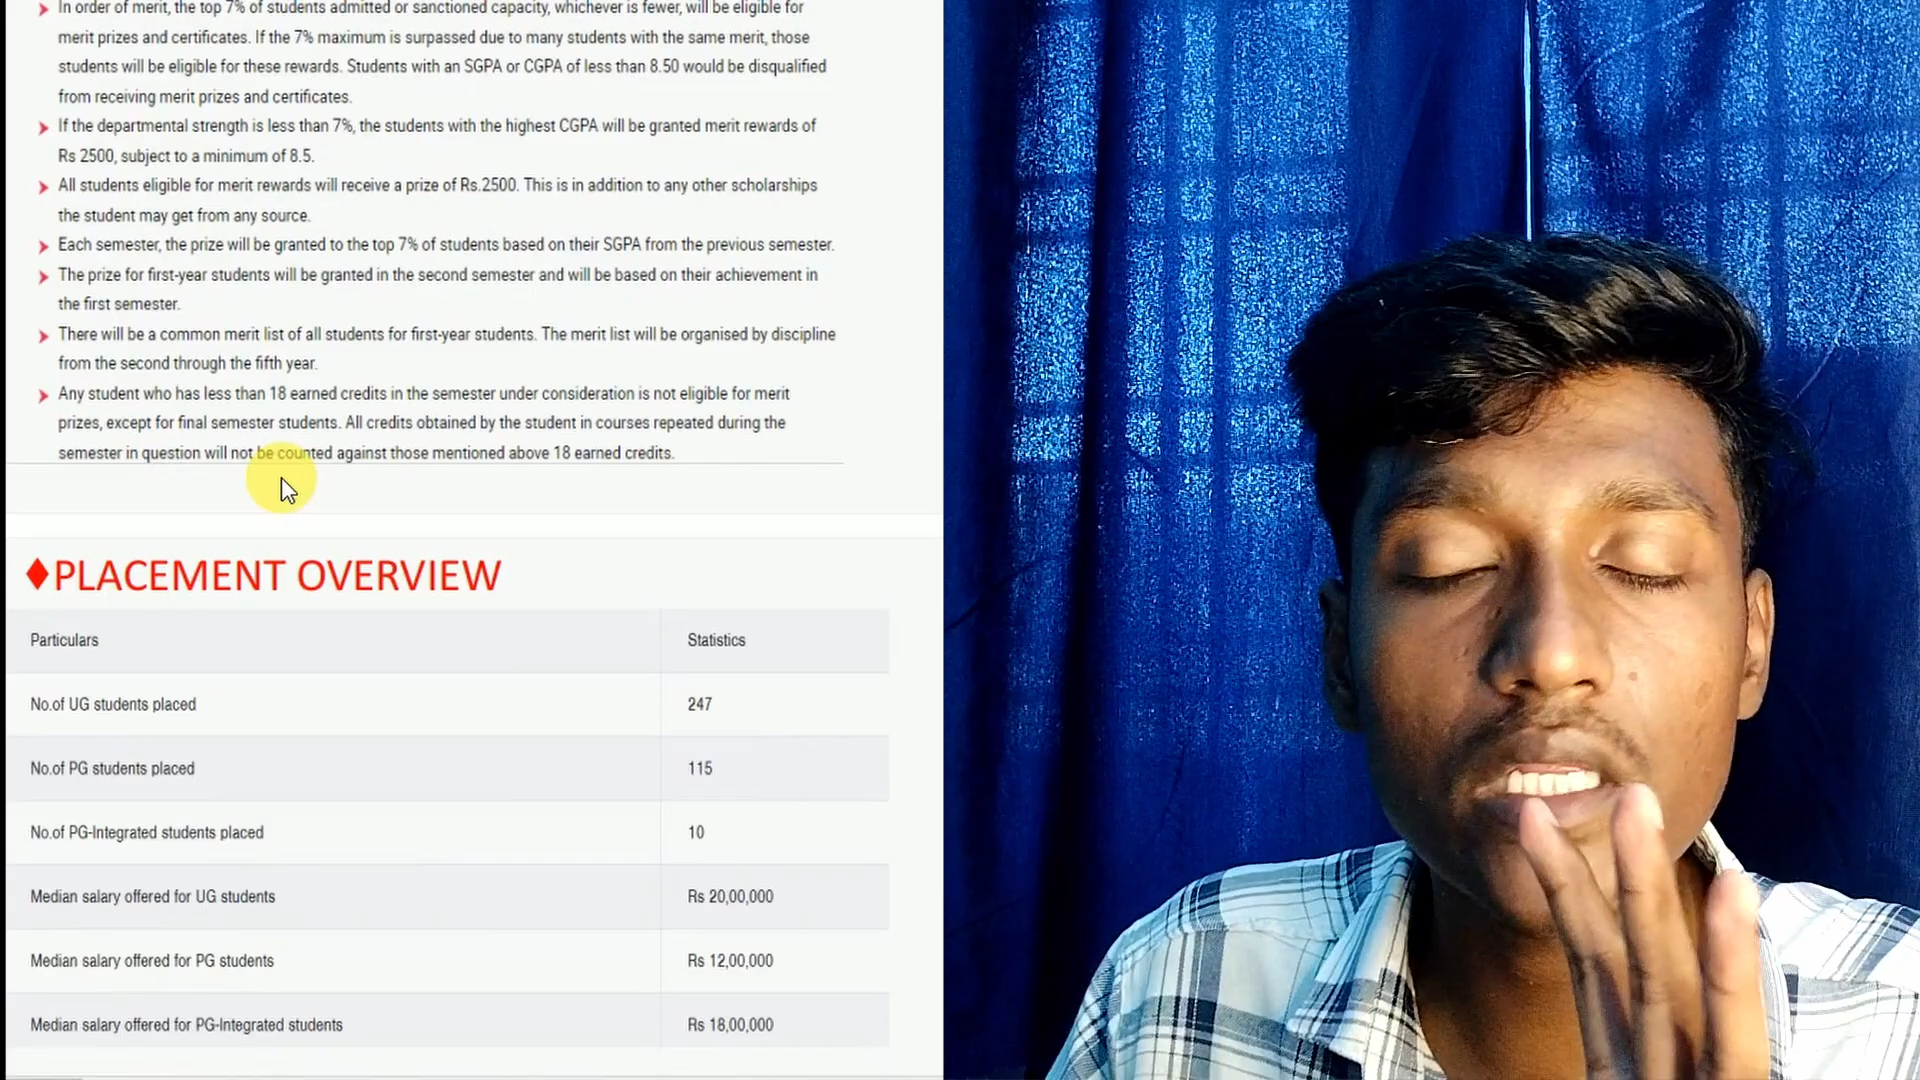 In order of merit, the top 7% of students admitted or sanctioned capacity, whichever is fewer, will be eligible for
merit prizes and certificates. If the 7% maximum is surpassed due to many students with the same merit, those
students will be eligible for these rewards. Students with an SGPA or CGPA of less than 8.50 would be disqualified
from receiving merit prizes and certificates.
If the departmental strength is less than 7%, the students with the highest CGPA will be granted merit rewards of
Rs 2500, subject to a minimum of 8.5.
All students eligible for merit rewards will receive a prize of Rs.2500. This is in addition to any other scholarships
the student may get from any source.
Each semester, the prize will be granted to the top 7% of students based on their SGPA from the previous semester.
The prize for first-year students will be granted in the second semester and will be based on their achievement in
the first semester.
There will be a common merit list of all students for first-year students. The merit list will be organised by discipline
from the second through the fifth year.
Any student who has less than 18 earned credits in the semester under consideration is not eligible for merit
prizes, except for final semester students. All credits obtained by the student in courses repeated during the
semester in question will not be counted against those mentioned above 18 earned credits.
♦PLACEMENT OVERVIEW
Particulars Statistics
No.of UG students placed 247
No.of PG students placed 115
No.of PG-Integrated students placed 10
Median salary offered for UG students Rs 20,00,000
Median salary offered for PG students Rs 12,00,000
Median salary offered for PG-Integrated students Rs 18,00,000